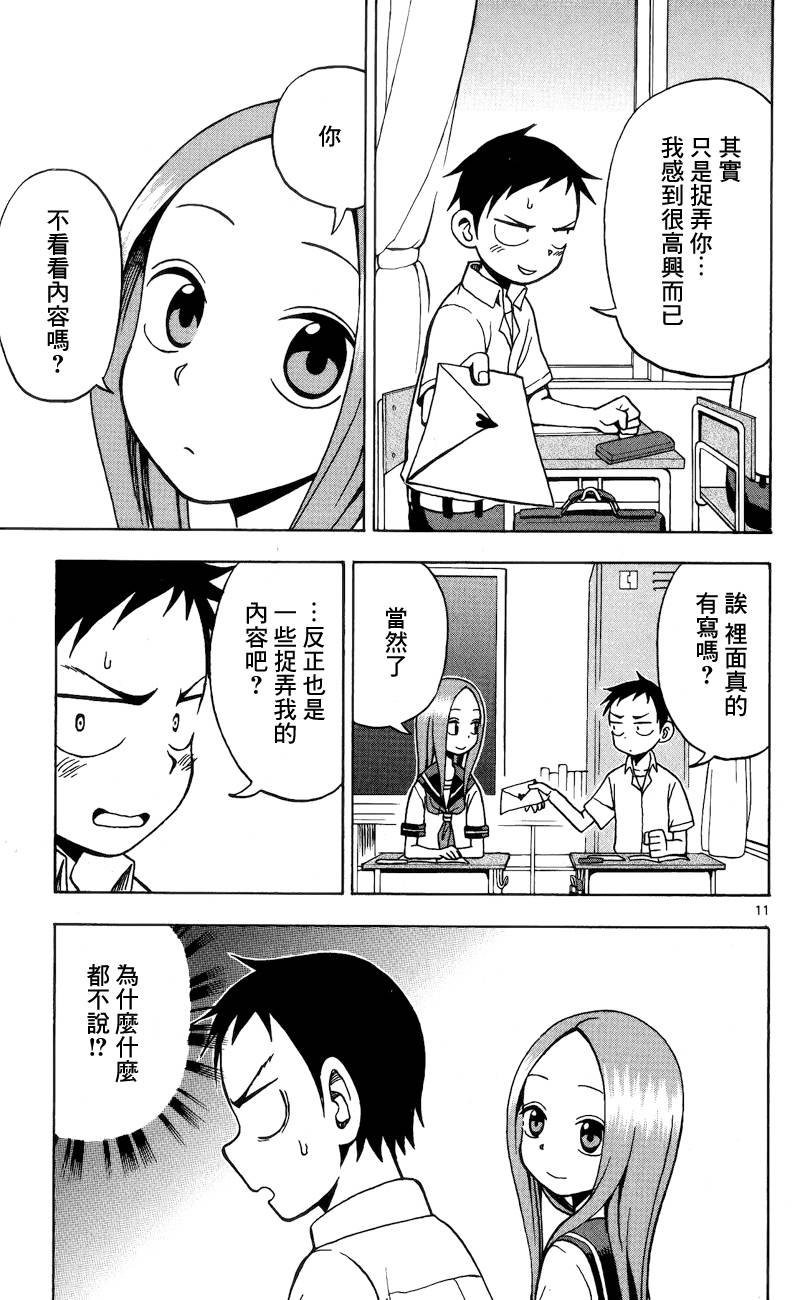 其實
只是捉弄你…
我感到很高興而已
你
不看看內容嗎?
誒 裡面真的
有寫嗎?
當然了
…反正也是
一些捉弄我的
內容吧?
11
為什麼什麼
都不說!?